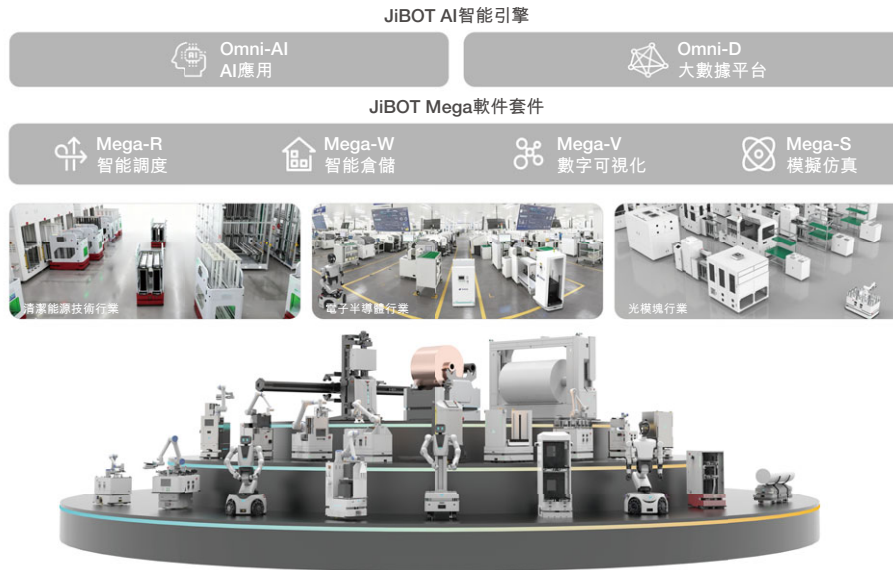 JiBOT AI智能引擎
Omni-AI
AI應用
Omni-D
大數據平台
JiBOT Mega軟件套件
Mega-R
智能調度
Mega-W
智能倉儲
Mega-V
數字可視化
Mega-S
模擬仿真
清潔能源技術行業
電子半導體行業
光模塊行業